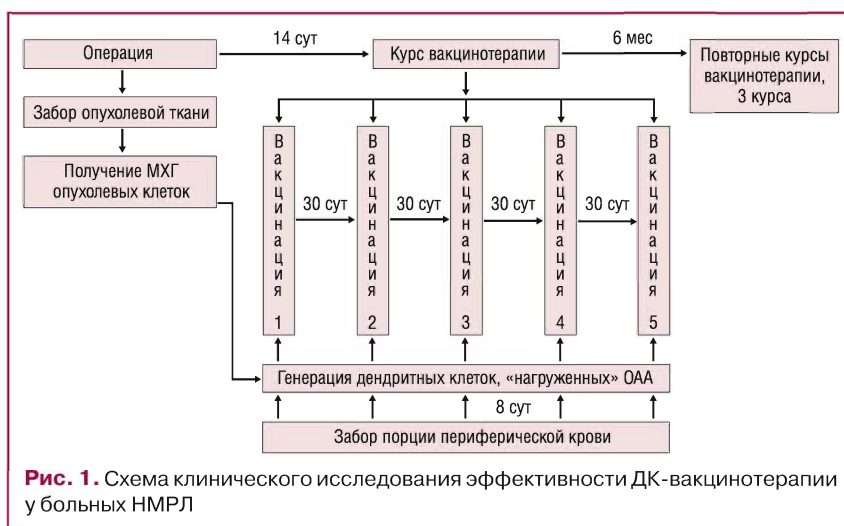 Операция
14 сут
Курс вакцинотерапии
6 мес
Повторные курсы
вакцинотерапии,
3 курса
Забор опухолевой ткани
Получение МХГ
опухолевых клеток
Вакцинация 1
30 сут
Вакцинация 2
30 сут
Вакцинация 3
30 сут
Вакцинация 4
30 сут
Вакцинация 5
Генерация дендритных клеток, «нагруженных» ОАА
8 сут
Забор порции периферической крови
Рис. 1. Схема клинического исследования эффективности ДК-вакцинотерапии
у больных НМРЛ